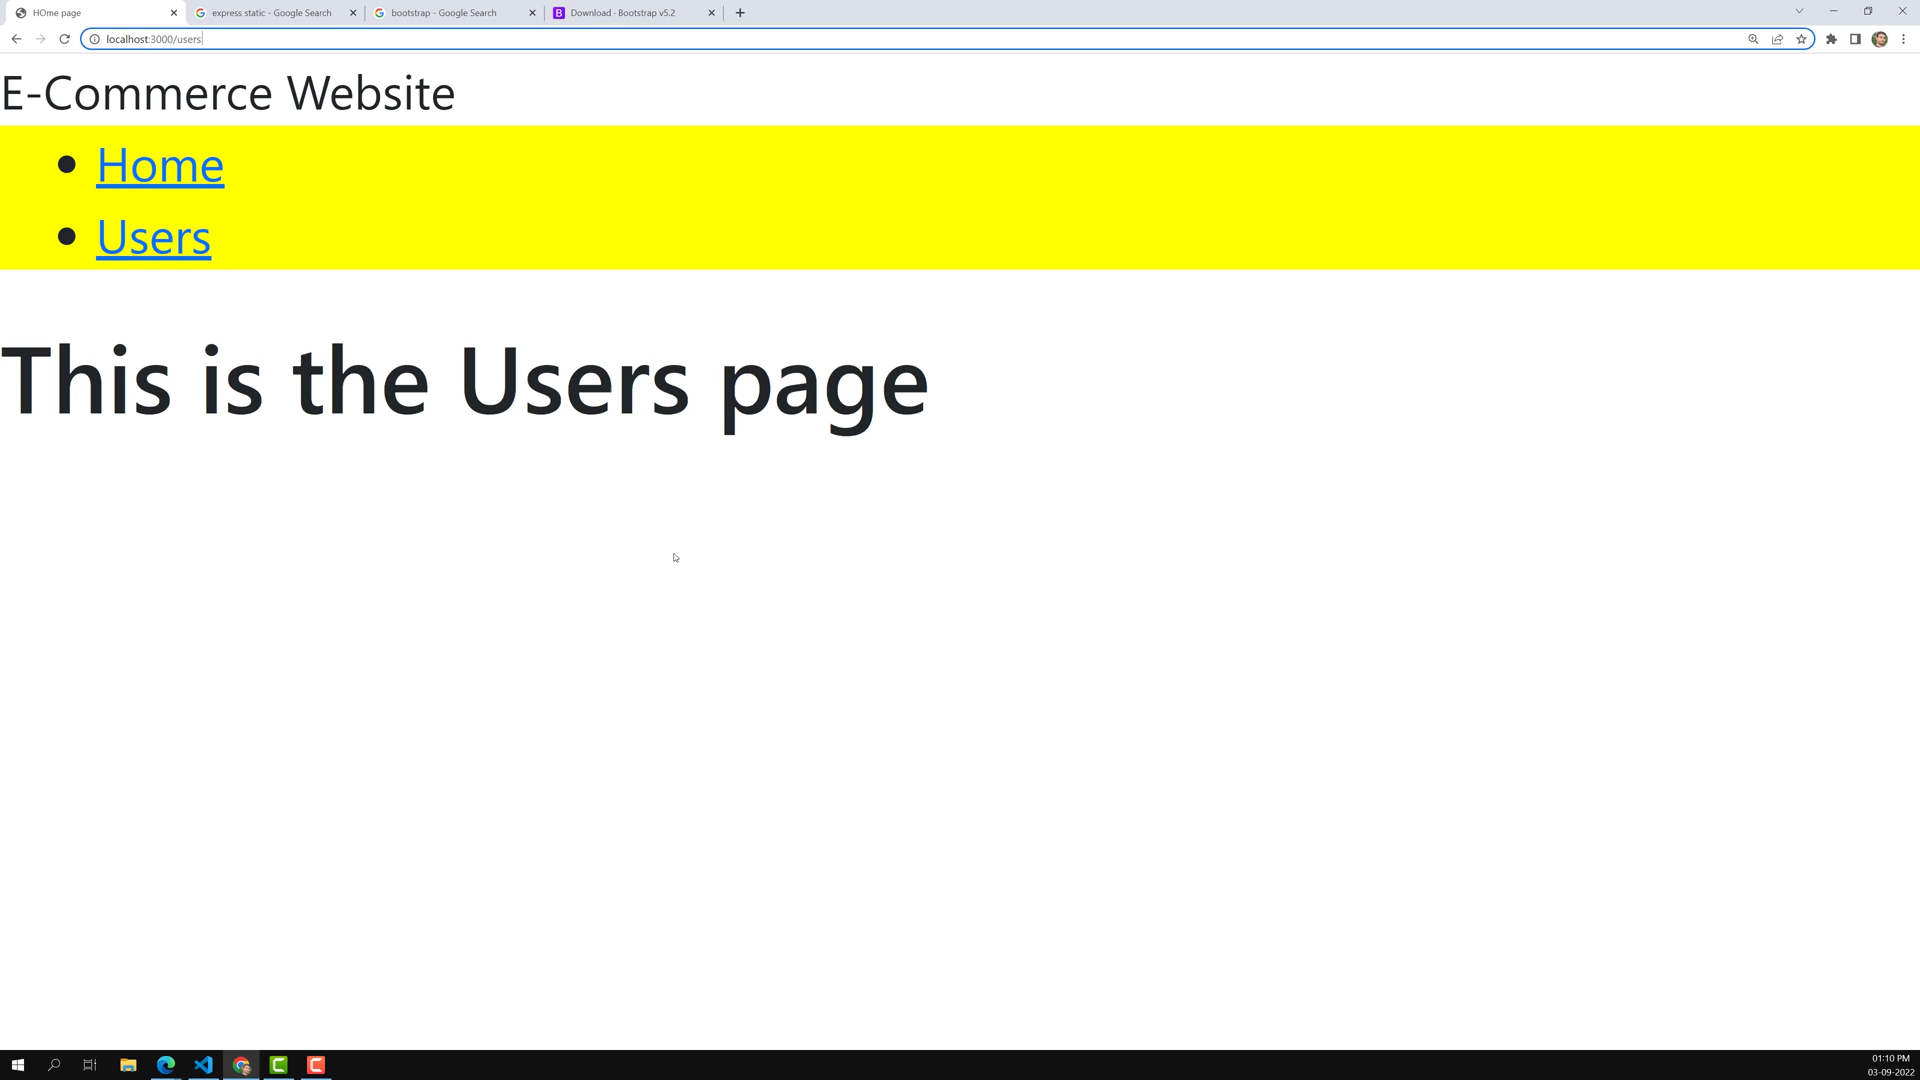 HOme page
express static - Google Search
bootstrap - Google Search
Download · Bootstrap v5.2
localhost:3000/users
E-Commerce Website
Home
Users
This is the Users page
01:10 PM
03-09-2022